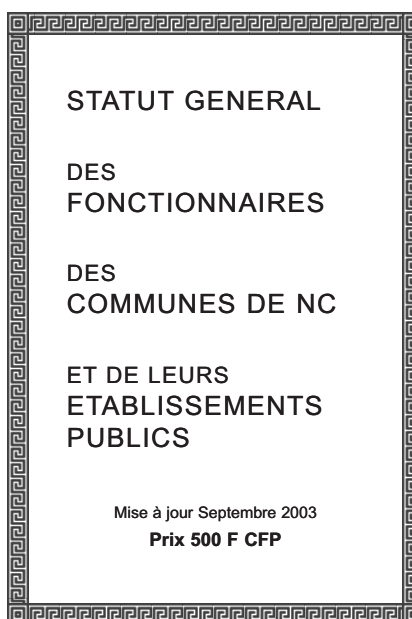 STATUT GENERAL
DES
FONCTIONNAIRES
DES
COMMUNES DE NC
ET DE LEURS
ETABLISSEMENTS
PUBLICS
Mise à jour Septembre 2003
Prix 500 F CFP